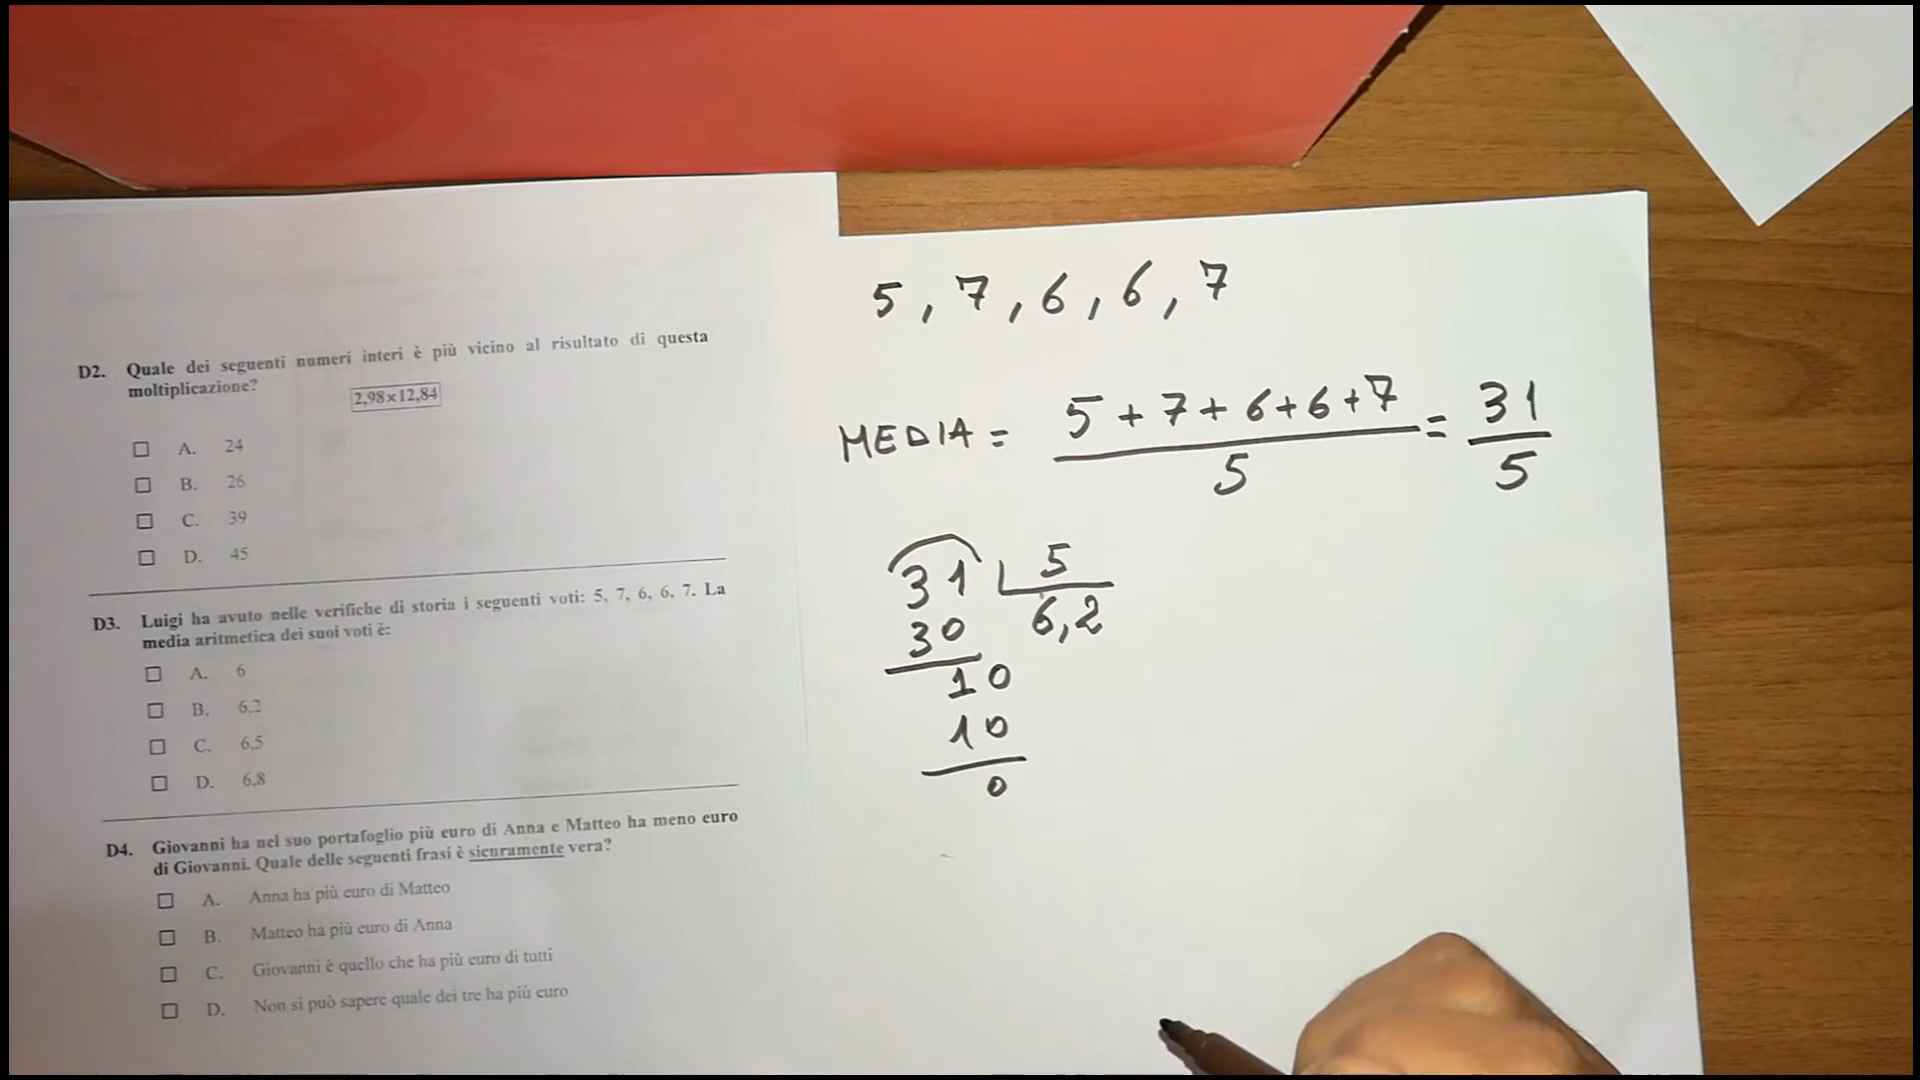 D2. Quale dei seguenti numeri interi è più vicino al risultato di questa
moltiplicazione?
2,98×12,84
A. 24
B. 26
C. 39
D. 45
D3. Luigi ha avuto nelle verifiche di storia i seguenti voti: 5, 7, 6, 6, 7. La
media aritmetica dei suoi voti è:
A. 6
B. 6,2
C. 6,5
D. 6,8
D4. Giovanni ha nel suo portafoglio più euro di Anna e Matteo ha meno euro
di Giovanni. Quale delle seguenti frasi è sicuramente vera?
A. Anna ha più euro di Matteo
B. Matteo ha più euro di Anna
C. Giovanni è quello che ha più euro di tutti
D. Non si può sapere quale dei tre ha più euro
5, 7, 6, 6, 7
5 + 7 + 6 + 6 + 7 31
MEDIA = =
5 5
31 5
30 6,2
10
10
0